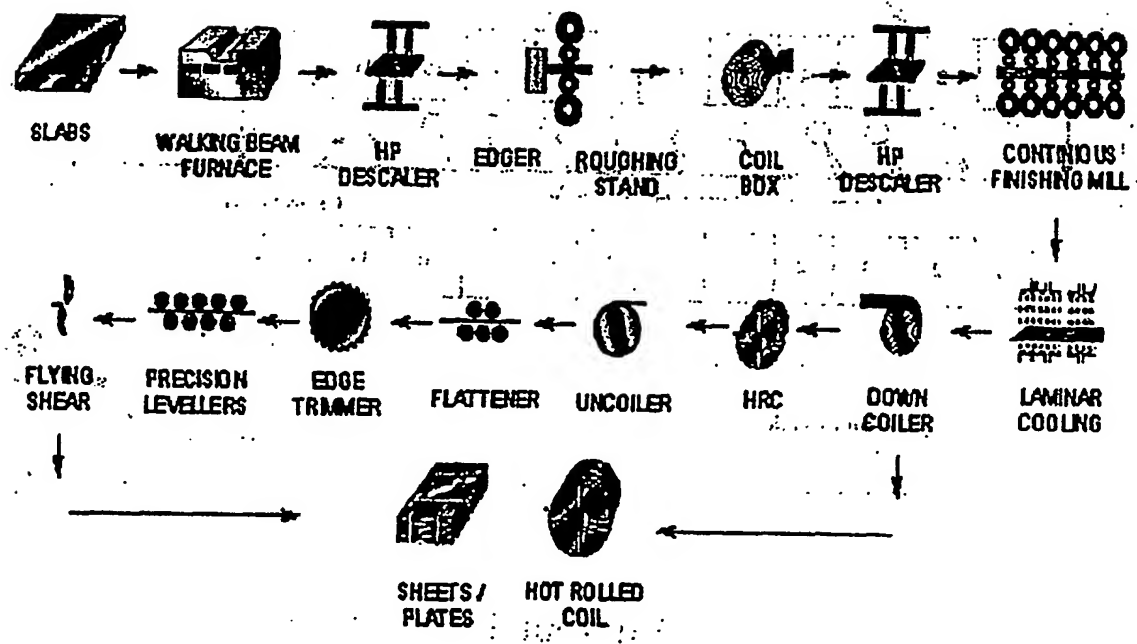 SLABS
WALKING BEAM
FURNACE
HP
DESCALER
EDGER
ROUGHING
STAND
COIL
BOX
HP
DESCALER
CONTINIOUS
FINISHING MILL
FLYING
SHEAR
PRECISION
LEVELLERS
EDGE
TRIMMER
FLATTENER
UNCOILER
HRC
DOWN
COILER
LAMINAR
COOLING
SHEETS /
PLATES
HOT ROLLED
COIL